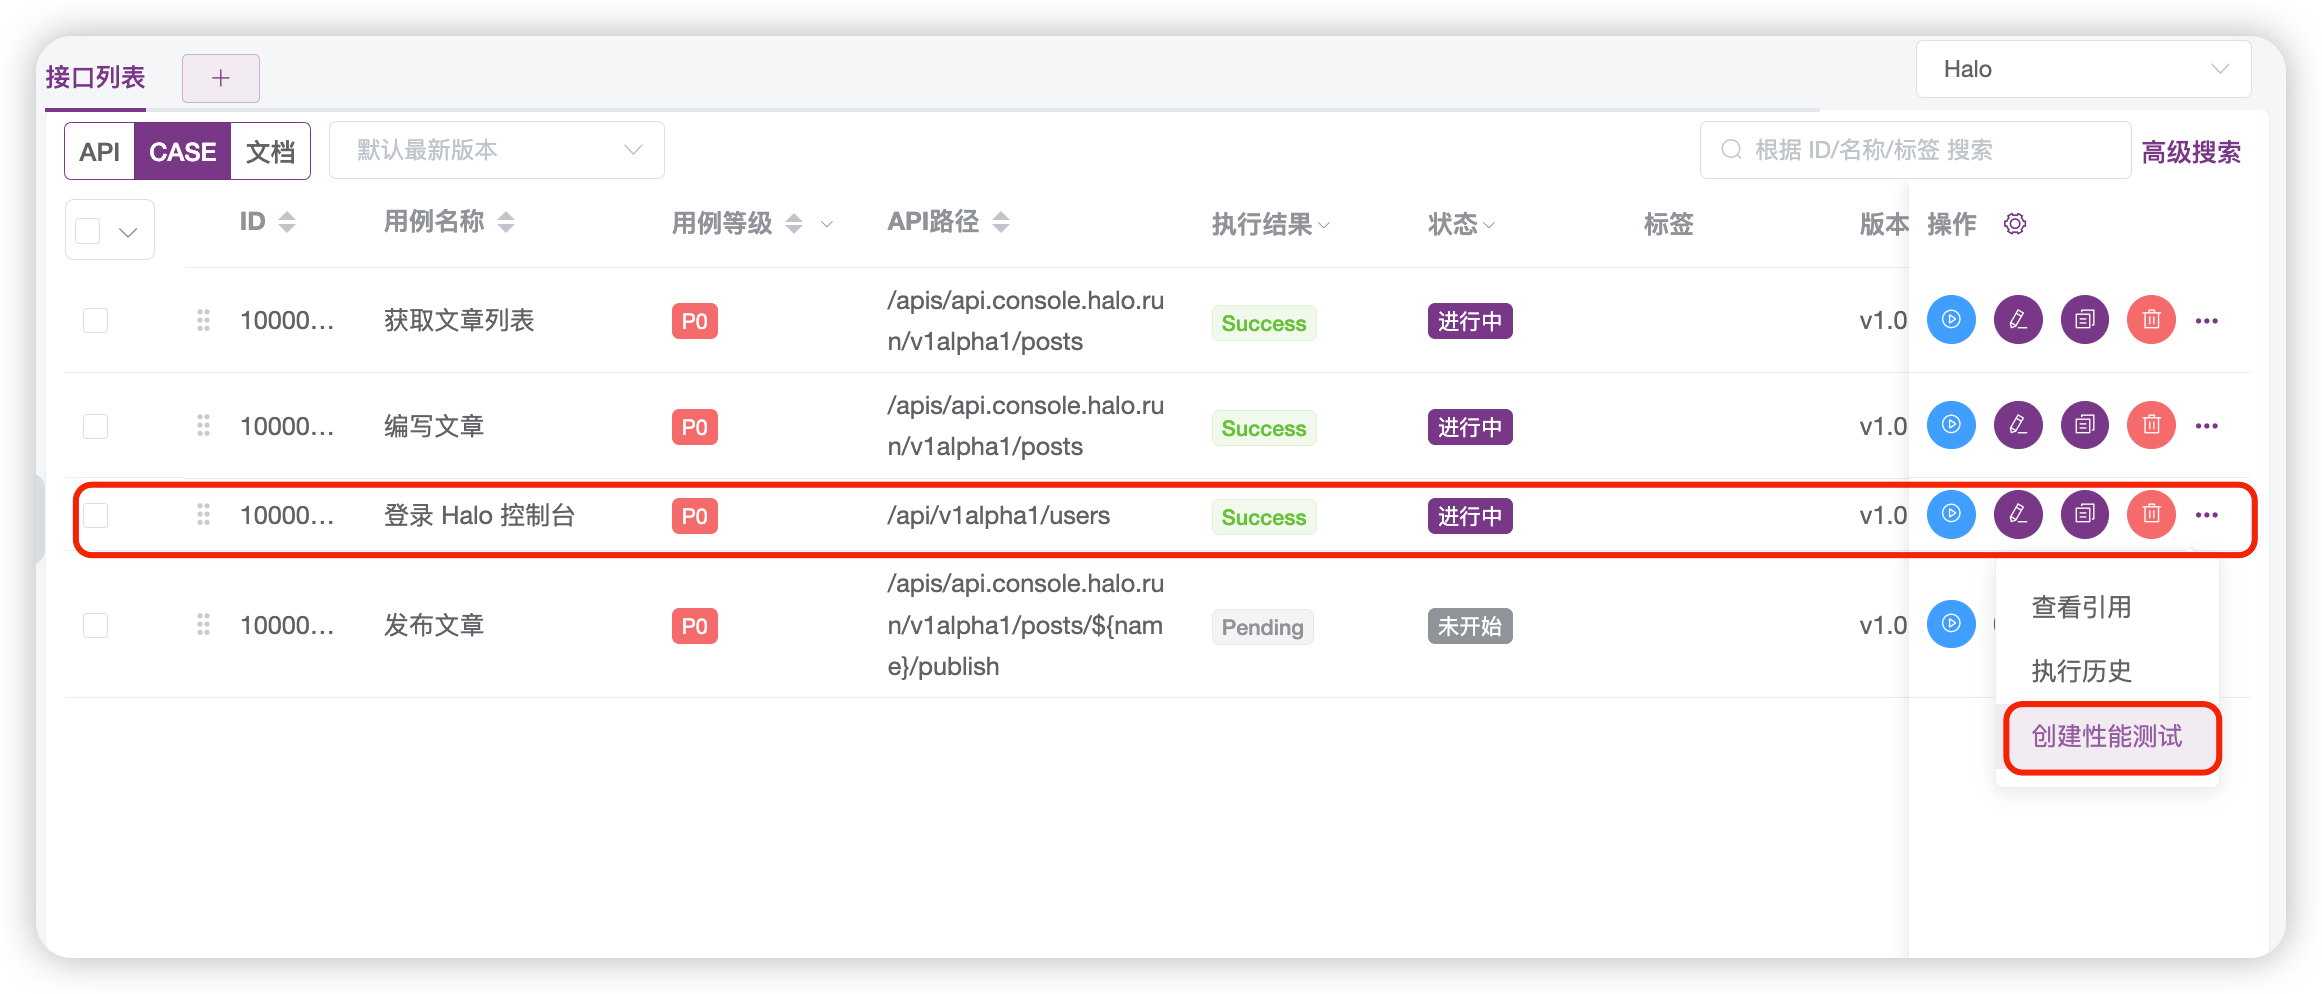 接口列表
+
Halo
API
CASE
文档
默认最新版本
根据 ID/名称/标签 搜索
高级搜索
ID
用例名称
用例等级
API路径
执行结果
状态
标签
版本
操作
10000...
获取文章列表
P0
/apis/api.console.halo.ru
n/v1alpha1/posts
Success
进行中
v1.0
10000...
编写文章
P0
/apis/api.console.halo.ru
n/v1alpha1/posts
Success
进行中
v1.0
10000...
登录 Halo 控制台
P0
/api/v1alpha1/users
Success
进行中
v1.0
10000...
发布文章
P0
/apis/api.console.halo.ru
n/v1alpha1/posts/${nam
e}/publish
Pending
未开始
v1.0
查看引用
执行历史
创建性能测试